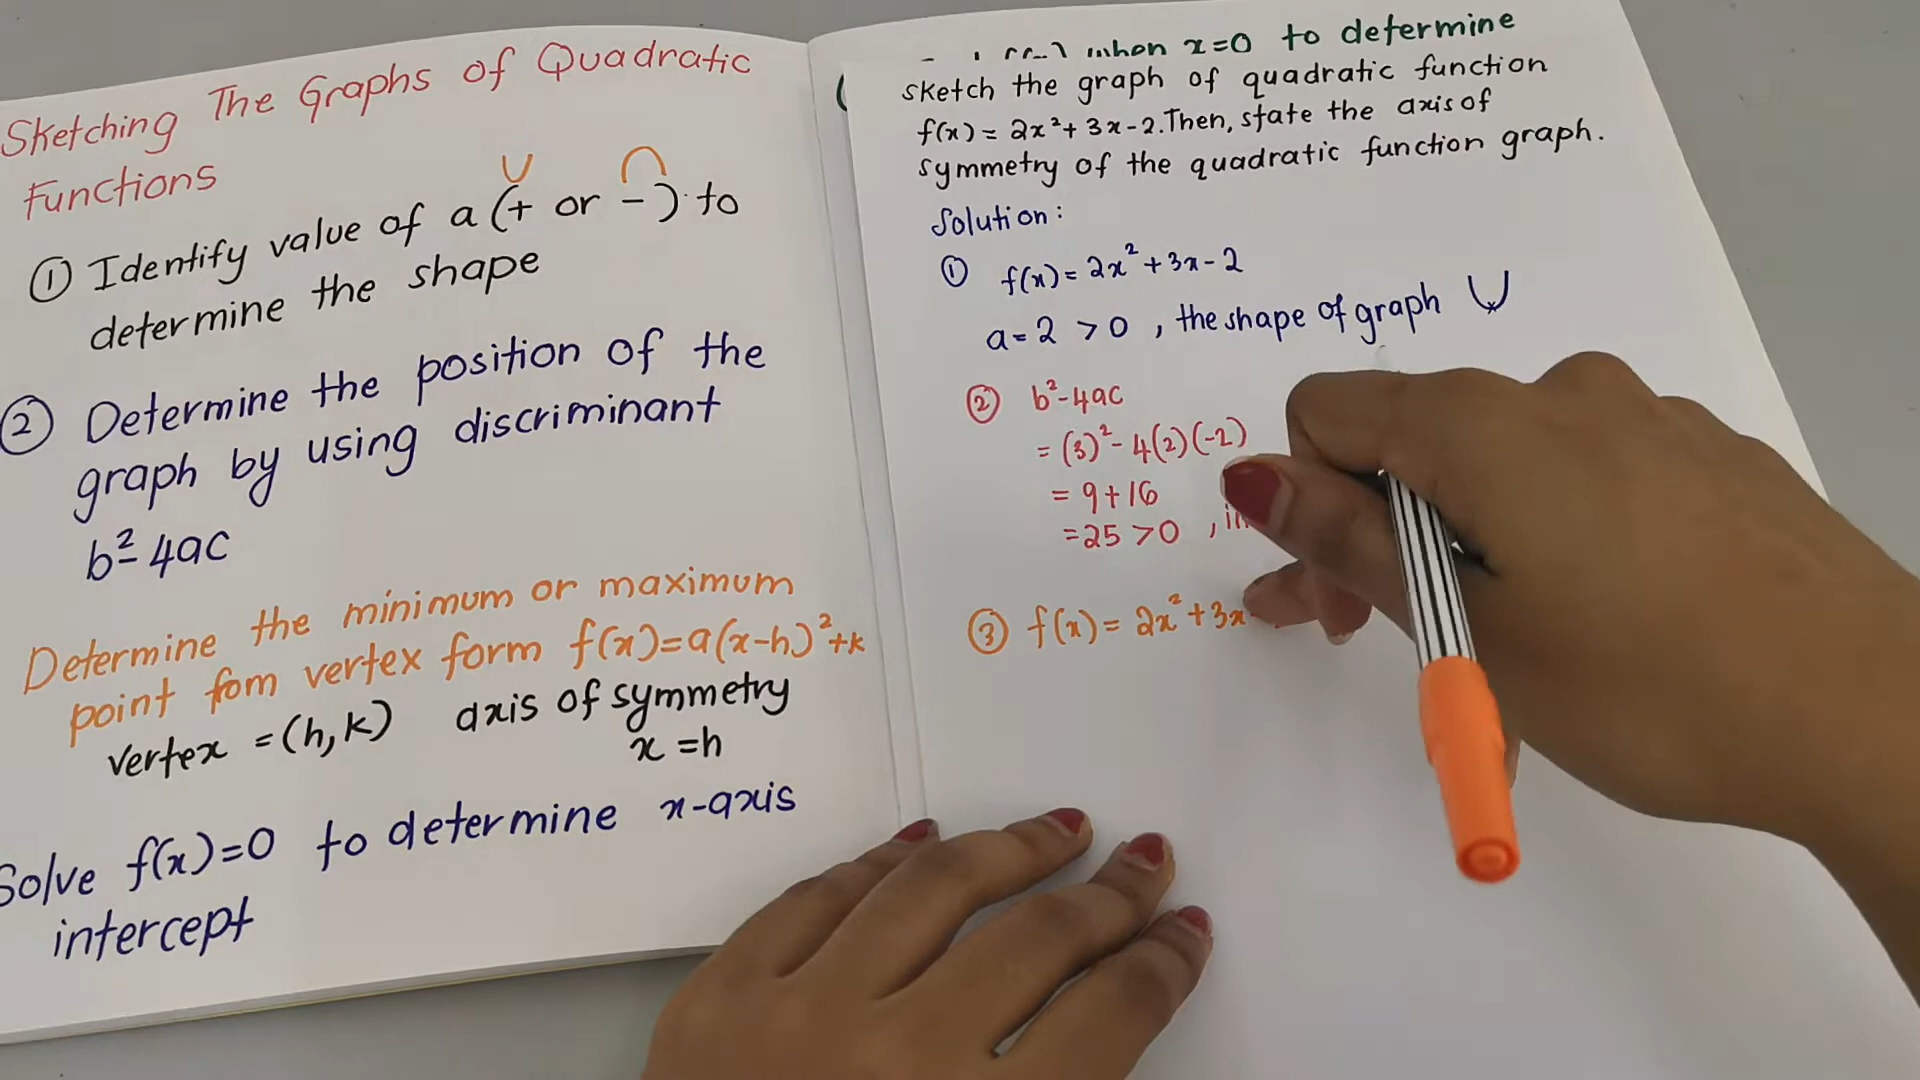 Sketching The Graphs of Quadratic
Functions
① Identify value of a (+ or -) to
determine the shape
② Determine the position of the
graph by using discriminant
b² - 4ac
Determine the minimum or maximum
point fom vertex form f(x)=a(x-h)²+k
vertex = (h,k) axis of symmetry
x = h
Solve f(x)=0 to determine x-axis
intercept
when x=0 to determine
sketch the graph of quadratic function
f(x) = 2x² + 3x - 2. Then, state the axis of
symmetry of the quadratic function graph.
Solution:
① f(x) = 2x² + 3x - 2
a = 2 > 0 , the shape of graph
② b² - 4ac
= (3)² - 4(2)(-2)
= 9 + 16
= 25 > 0 ,
③ f(x) = 2x² + 3x